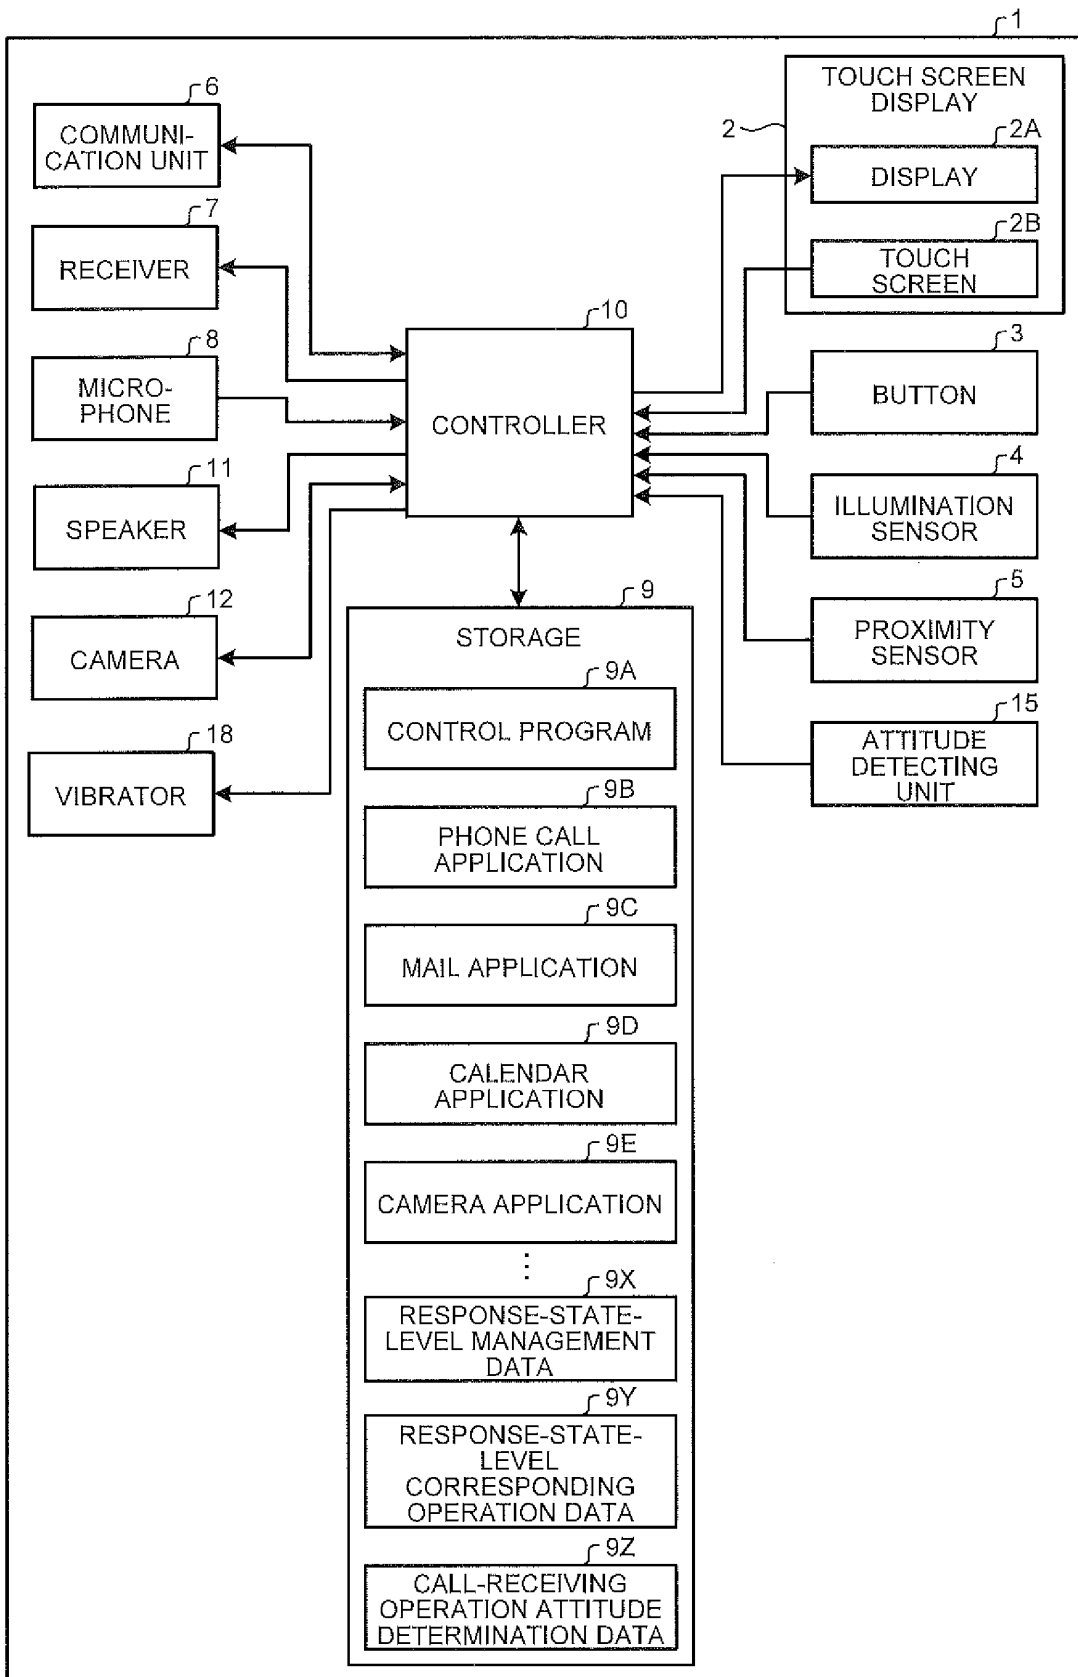 1
6
COMMUNI-
CATION UNIT
7
RECEIVER
8
MICRO-
PHONE
11
SPEAKER
12
CAMERA
18
VIBRATOR
10
CONTROLLER
TOUCH SCREEN
DISPLAY
2
2A
DISPLAY
2B
TOUCH
SCREEN
3
BUTTON
4
ILLUMINATION
SENSOR
5
PROXIMITY
SENSOR
15
ATTITUDE
DETECTING
UNIT
9
STORAGE
9A
CONTROL PROGRAM
9B
PHONE CALL
APPLICATION
9C
MAIL APPLICATION
9D
CALENDAR
APPLICATION
9E
CAMERA APPLICATION
⋮
9X
RESPONSE-STATE-
LEVEL MANAGEMENT
DATA
9Y
RESPONSE-STATE-
LEVEL
CORRESPONDING
OPERATION DATA
9Z
CALL-RECEIVING
OPERATION ATTITUDE
DETERMINATION DATA